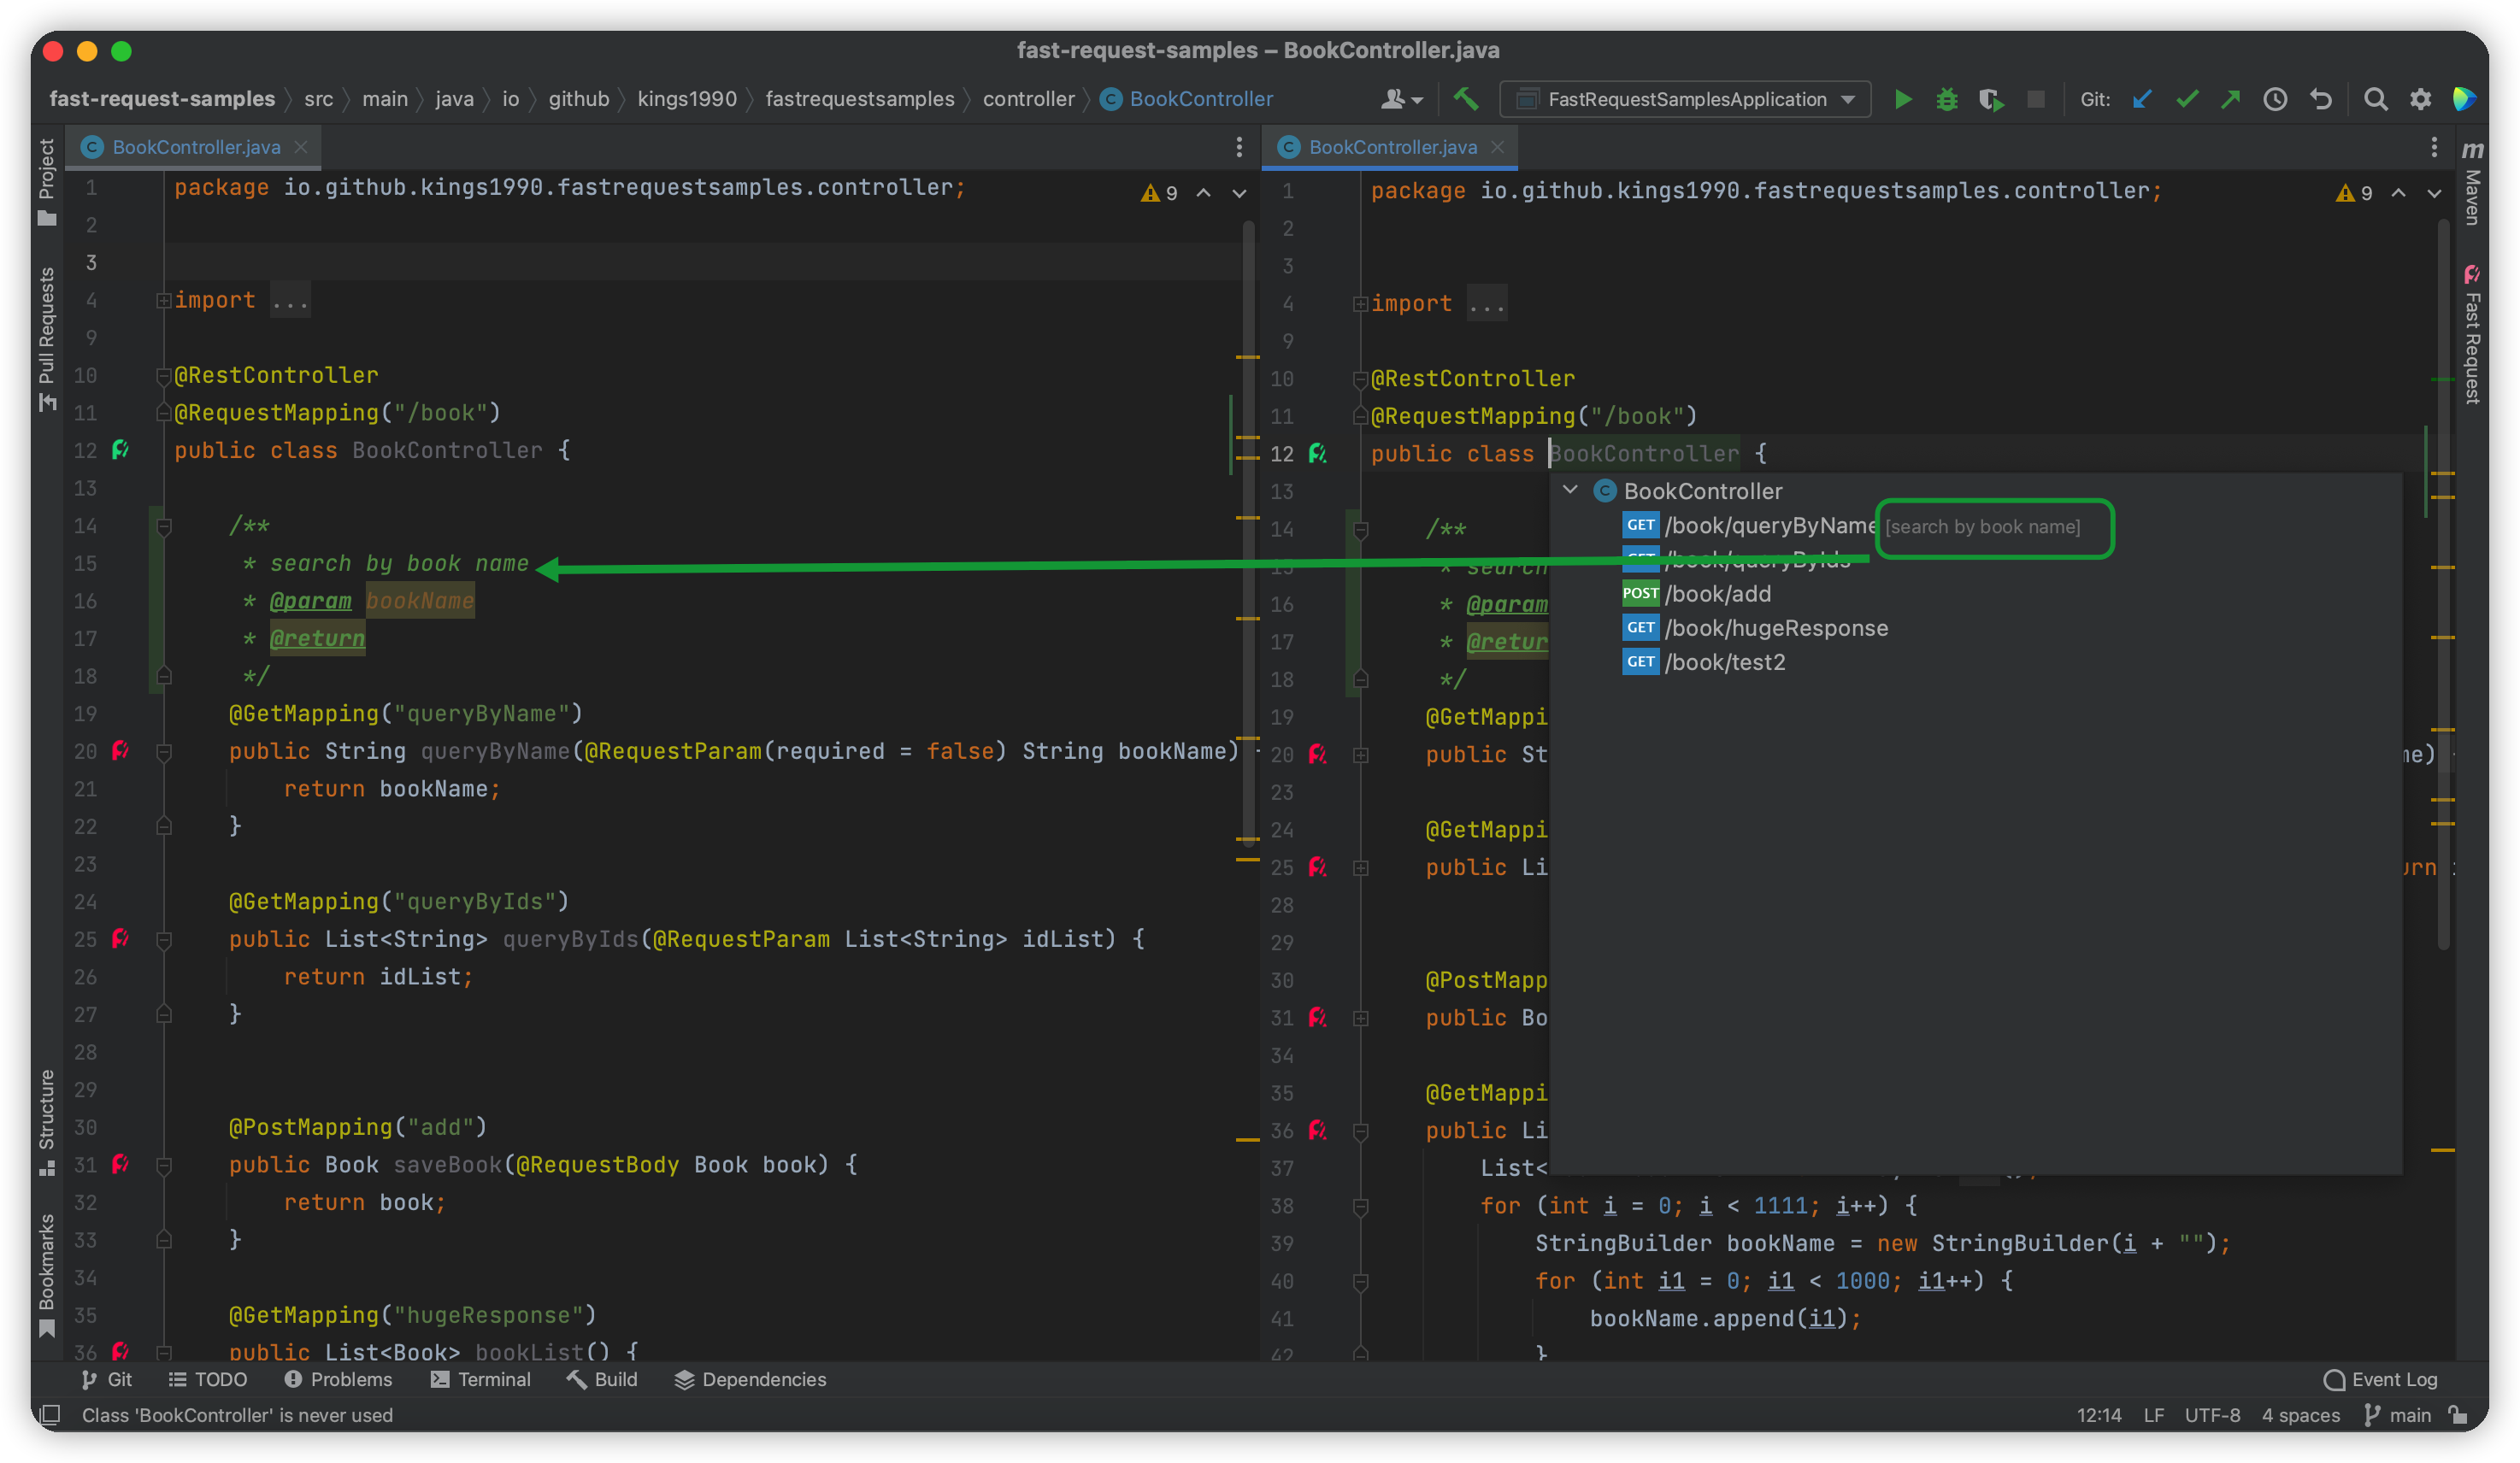 fast-request-samples – BookController.java
fast-request-samples src main java io github kings1990 fastrequestsamples controller BookController
FastRequestSamplesApplication
Git:
Project
Pull Requests
Structure
Bookmarks
BookController.java
9
1 package io.github.kings1990.fastrequestsamples.controller;
2
3
4 import ...
9
10 @RestController
11 @RequestMapping("/book")
12 public class BookController {
13
14 /**
15 * search by book name
16 * @param bookName
17 * @return
18 */
19 @GetMapping("queryByName")
20 public String queryByName(@RequestParam(required = false) String bookName)
21 return bookName;
22 }
23
24 @GetMapping("queryByIds")
25 public List<String> queryByIds(@RequestParam List<String> idList) {
26 return idList;
27 }
28
29
30 @PostMapping("add")
31 public Book saveBook(@RequestBody Book book) {
32 return book;
33 }
34
35 @GetMapping("hugeResponse")
36 public List<Book> bookList() {
BookController.java
9
1 package io.github.kings1990.fastrequestsamples.controller;
2
3
4 import ...
9
10 @RestController
11 @RequestMapping("/book")
12 public class BookController {
13
14 /**
15 * search
16 * @param
17 * @retur
18 */
19 @GetMappi
20 public St me)
23
24 @GetMappi
25 public Li urn
28
29
30 @PostMapp
31 public Bo
34
35 @GetMappi
36 public Li
37 List<
38 for (int i = 0; i < 1111; i++) {
39 StringBuilder bookName = new StringBuilder(i + "");
40 for (int i1 = 0; i1 < 1000; i1++) {
41 bookName.append(i1);
42 }
BookController
GET /book/queryByName [search by book name]
GET /book/queryByIds
POST /book/add
GET /book/hugeResponse
GET /book/test2
m
Maven
Fast Request
Git TODO Problems Terminal Build Dependencies Event Log
Class 'BookController' is never used 12:14 LF UTF-8 4 spaces main